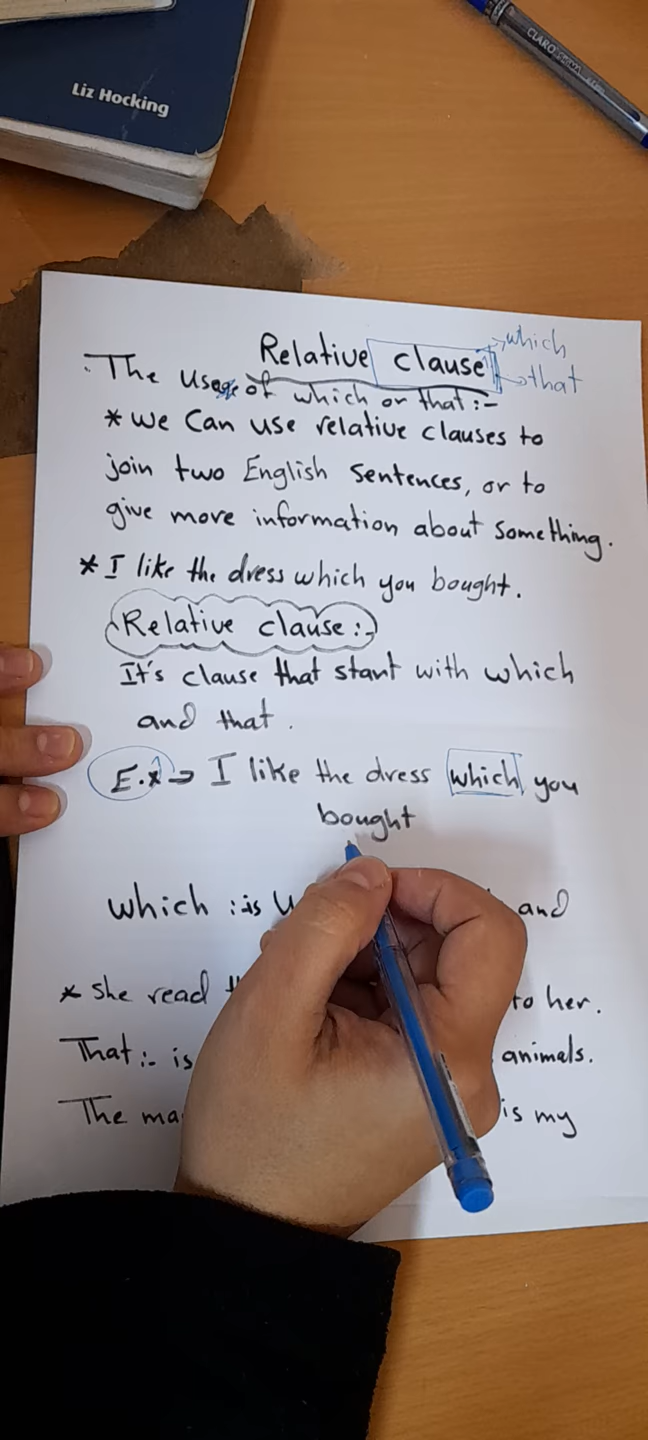 Liz Hocking
CLARO
Relative clause
which
that
The Usage of which or that :-
* we can use relative clauses to
join two English sentences, or to
give more information about something.
* I like the dress which you bought.
Relative clause :-
It's clause that start with which
and that.
E.x → I like the dress which you
bought
which :- is and
* she read to her.
That :- is animals.
The is my